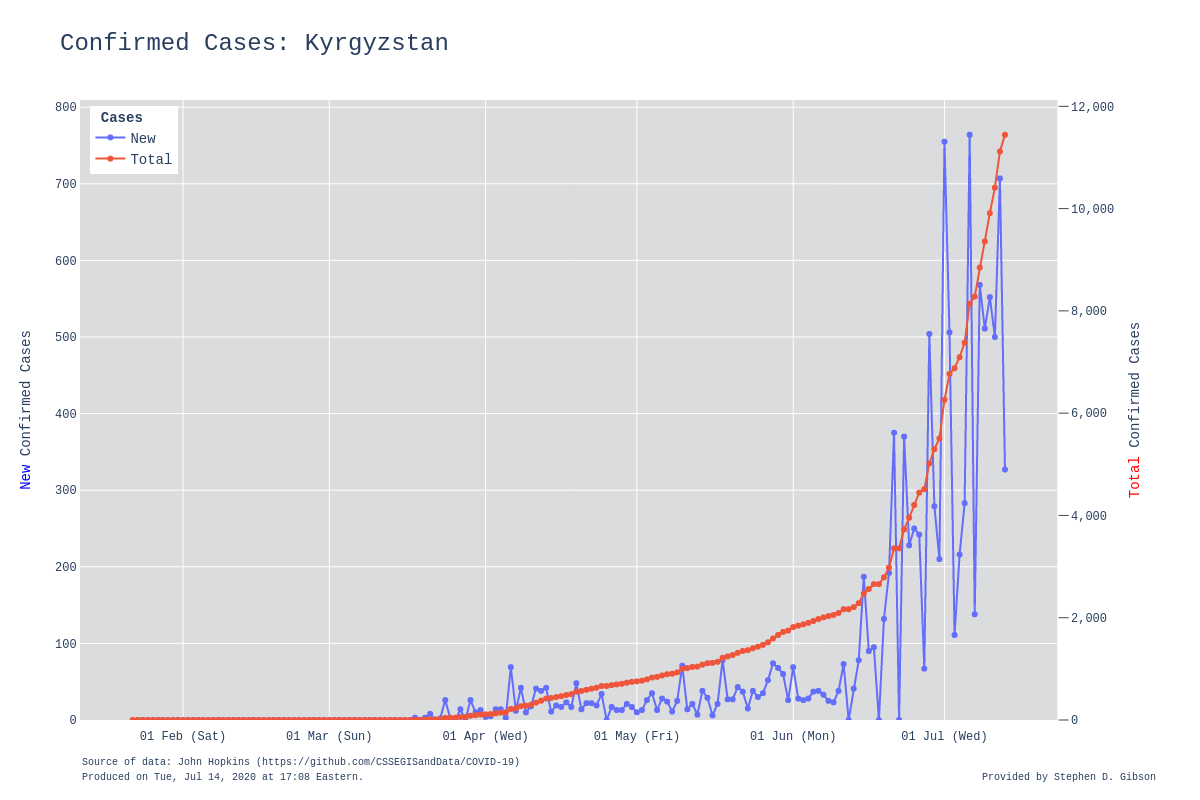 Confirmed Cases: Kyrgyzstan
Cases
New
Total
800
700
600
500
400
300
200
100
0
12,000
10,000
8,000
6,000
4,000
2,000
0
New Confirmed Cases
Total Confirmed Cases
01 Feb (Sat)
01 Mar (Sun)
01 Apr (Wed)
01 May (Fri)
01 Jun (Mon)
01 Jul (Wed)
Source of data: John Hopkins (https://github.com/CSSEGISandData/COVID-19)
Produced on Tue, Jul 14, 2020 at 17:08 Eastern.
Provided by Stephen D. Gibson